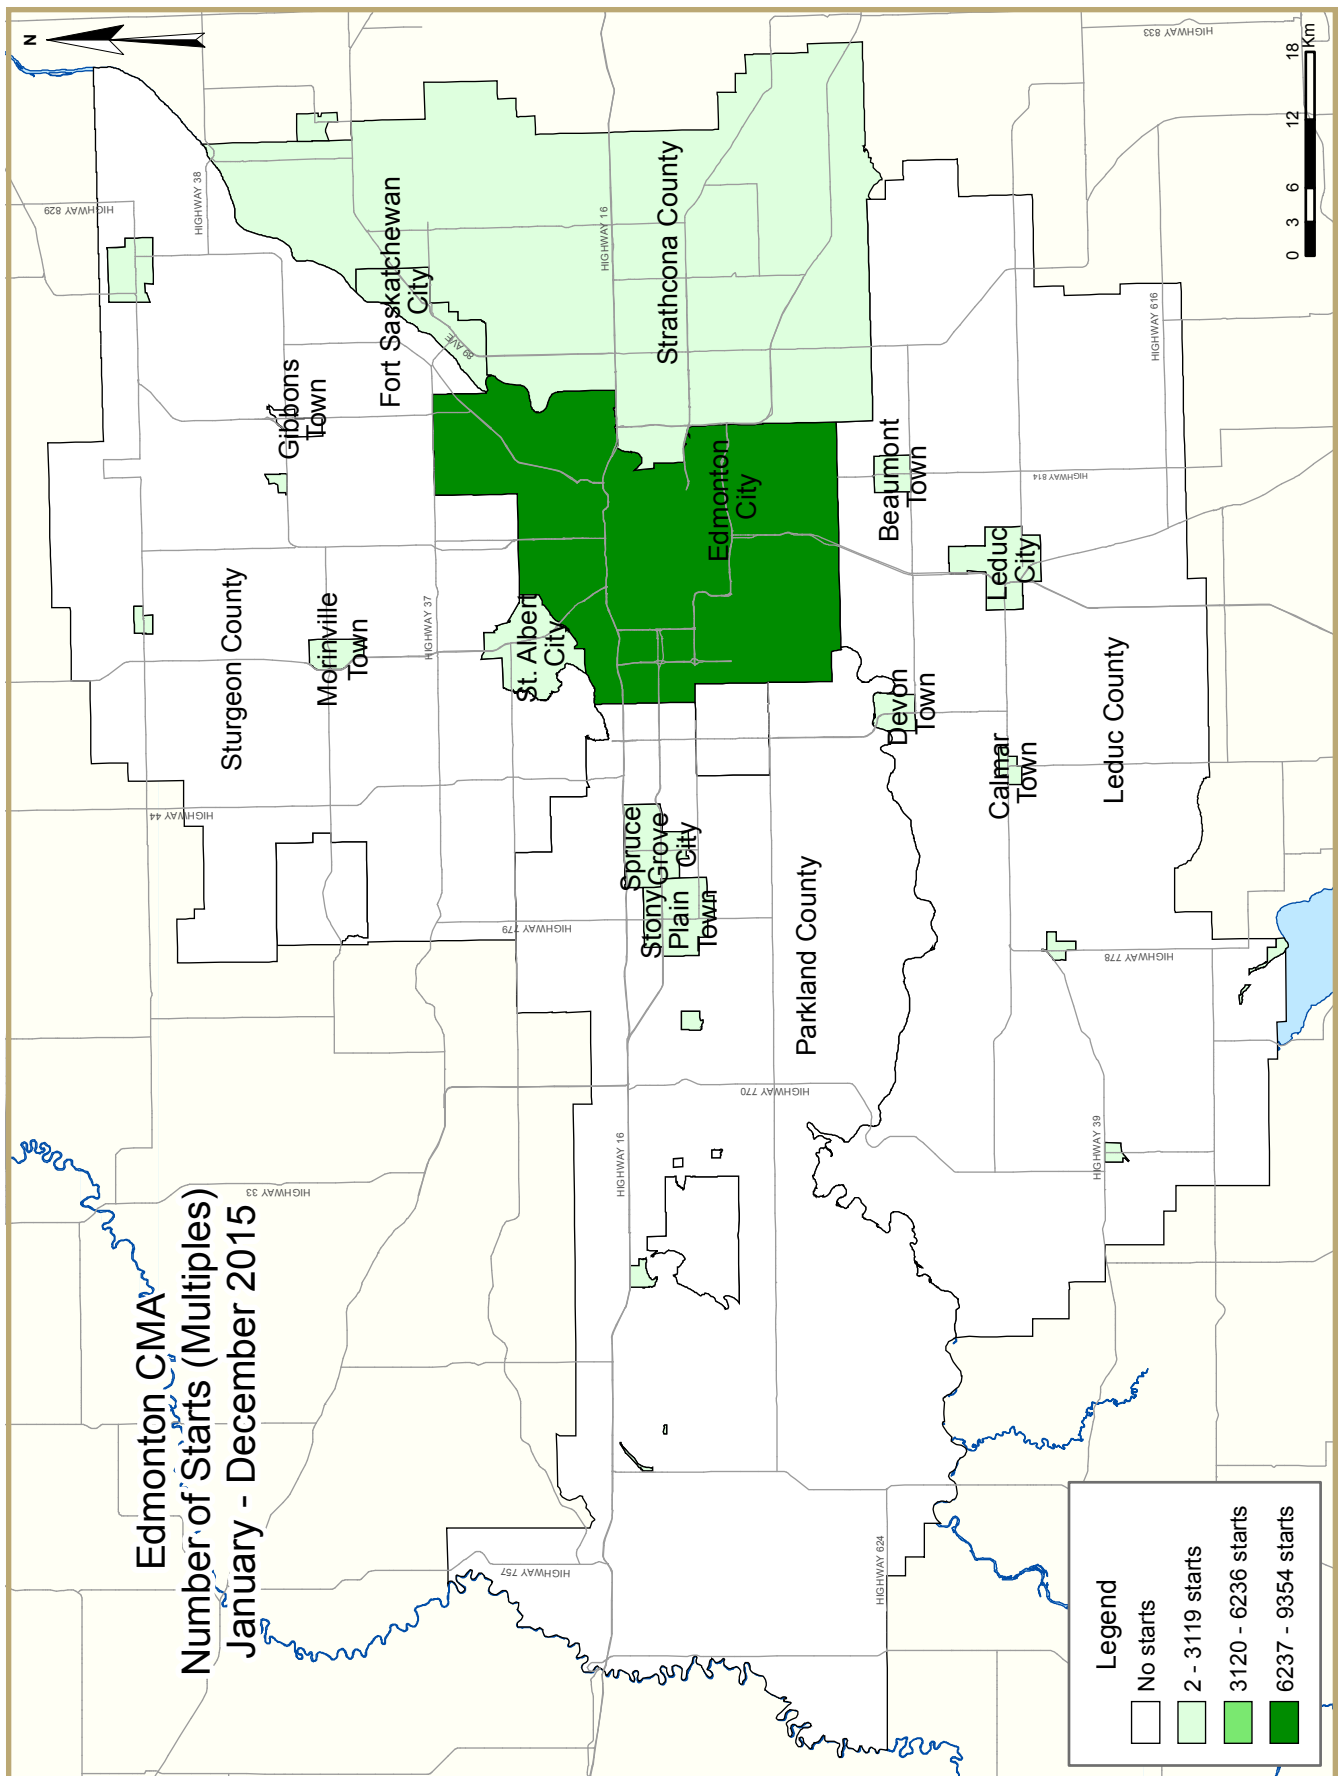 Edmonton CMA
Number of Starts (Multiples)
January - December 2015
N
HIGHWAY 833
HIGHWAY 829
HIGHWAY 38
HIGHWAY 16
HIGHWAY 616
HIGHWAY 37
HIGHWAY 44
HIGHWAY 779
HIGHWAY 814
HIGHWAY 778
HIGHWAY 770
HIGHWAY 39
HIGHWAY 16
HIGHWAY 33
HIGHWAY 757
HIGHWAY 624
89 AVE
Fort Saskatchewan
City
Strathcona County
Gibbons
Town
Sturgeon County
Morinville
Town
St. Albert
City
Edmonton
City
Beaumont
Town
Leduc
City
Devon
Town
Calmar
Town
Leduc County
Spruce
Grove
City
Stony
Plain
Town
Parkland County
0 3 6 12 18
Km
Legend
No starts
2 - 3119 starts
3120 - 6236 starts
6237 - 9354 starts